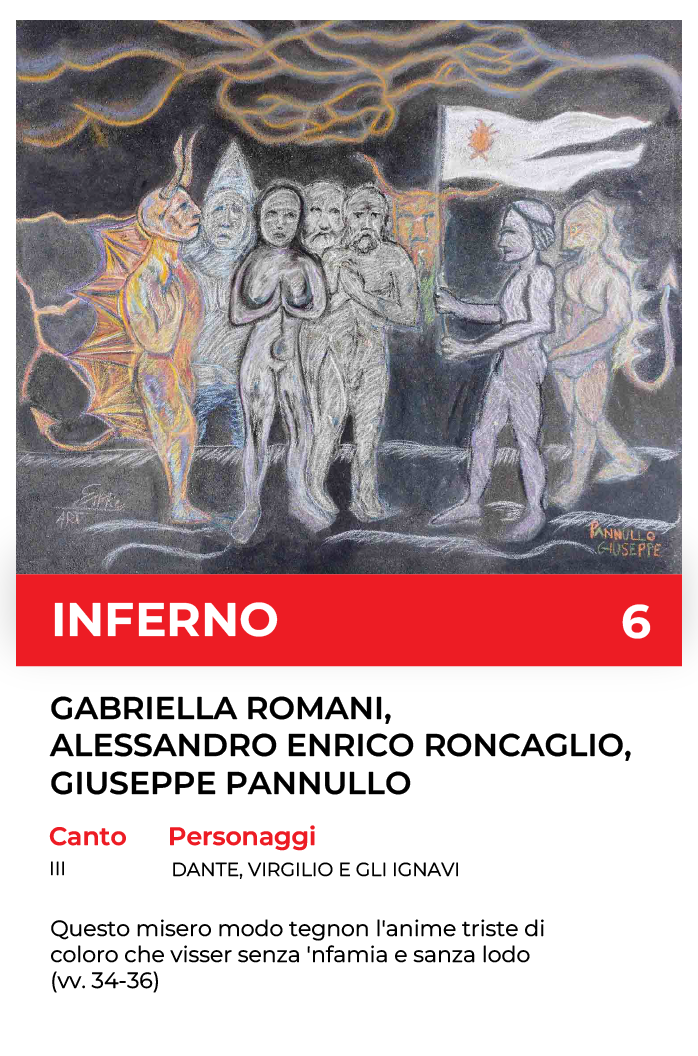 ART
PANNULLO
GIUSEPPE
INFERNO 6
GABRIELLA ROMANI,
ALESSANDRO ENRICO RONCAGLIO,
GIUSEPPE PANNULLO
Canto Personaggi
III DANTE, VIRGILIO E GLI IGNAVI
Questo misero modo tegnon l'anime triste di
coloro che visser senza 'nfamia e sanza lodo
(vv. 34-36)